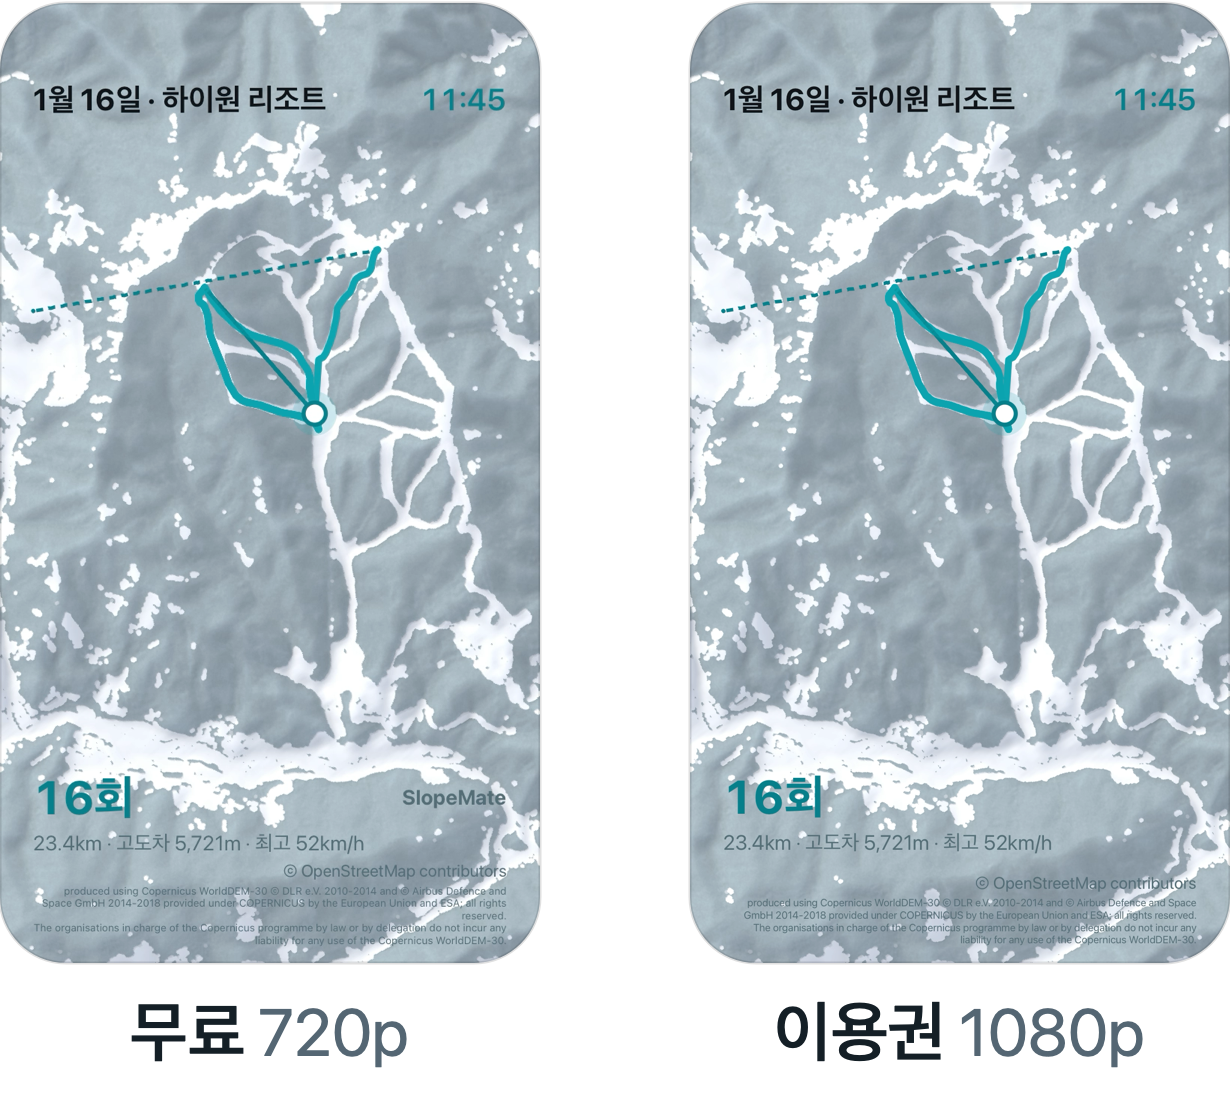 1월 16일 · 하이원 리조트 11:45
16회
SlopeMate
23.4km · 고도차 5,721m · 최고 52km/h
© OpenStreetMap contributors
produced using Copernicus WorldDEM-30 © DLR e.V. 2010-2014 and © Airbus Defence and
Space GmbH 2014-2018 provided under COPERNICUS by the European Union and ESA; all rights
reserved.
The organisations in charge of the Copernicus programme by law or by delegation do not incur any
liability for any use of the Copernicus WorldDEM-30.
무료 720p
1월 16일 · 하이원 리조트 11:45
16회
23.4km · 고도차 5,721m · 최고 52km/h
© OpenStreetMap contributors
produced using Copernicus WorldDEM-30 © DLR e.V. 2010-2014 and © Airbus Defence and Space
GmbH 2014-2018 provided under COPERNICUS by the European Union and ESA; all rights reserved.
The organisations in charge of the Copernicus programme by law or by delegation do not incur any
liability for any use of the Copernicus WorldDEM-30.
이용권 1080p